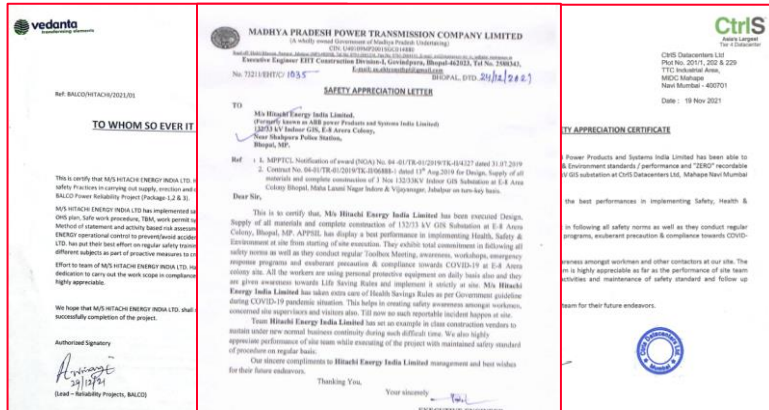 vedanta
transforming elements
Ref: BALCO/HITACHI/2021/01
TO WHOM SO EVER IT
This is certify that M/S HITACHI ENERGY INDIA LTD.
safety Practices in carrying out supply, erection and
BALCO Power Reliability Project (Package-1,2 & 3).
M/S HITACHI ENERGY INDIA LTD has implemented
OHS plan, Safe work procedure, TBM, work permit
Method of statement and activity based risk
ENERGY operational control to prevent/avoid
LTD. has put their best effort on regular safety
different subjects as part of proactive measures to
Effort to team of M/S HITACHI ENERGY INDIA LTD.
dedication to carry out the work scope in
highly appreciable.
We hope that M/S HITACHI ENERGY INDIA LTD. shall
successfully completion of the project.
Authorized Signatory
29/12/21
(Lead – Reliability Projects, BALCO)
MADHYA PRADESH POWER TRANSMISSION COMPANY LIMITED
(A wholly owned Government of Madhya Pradesh Undertaking)
Executive Engineer EHT Construction Division-I, Govindpura, Bhopal-462023, Tel No. 2580343,
No. 73211/EHT/C/ 1035
BHOPAL, DTD. 24/12/2021
SAFETY APPRECIATION LETTER
TO
M/s Hitachi Energy India Limited,
(Formerly known as ABB power Products and Systems India Limited)
132/33 kV Indoor GIS, E-8 Arera Colony,
Near Shahpura Police Station,
Bhopal, MP.
Ref : 1. MPPTCL Notification of award (NOA) No. 04-01/TR-01/2019/TK-II/4327 dated 31.07.2019
2. Contract No. 04-01/TR-01/2019/TK-II/06888-1 dated 13th Aug.2019 for Design, Supply of all
materials and complete construction of 3 Nos 132/33KV Indoor GIS Substation at E-8 Area
Colony Bhopal, Maha Laxmi Nagar Indore & Vijaynagar, Jabalpur on turn-key basis.
Dear Sir,
This is to certify that, M/s Hitachi Energy India Limited has been executed Design,
Supply of all materials and complete construction of 132/33 kV Indoor GIS at E-8 Arera
Colony, Bhopal, MP. APPSIL has display a best performance in implementing Health, Safety &
Environment at site from starting of site execution. They exhibit total commitment in following all
safety norms as well as they conduct regular Toolbox Meeting, awareness, workshops, emergency
response programs and exuberant precaution & compliance towards COVID-19 at E-8 Arera
colony site. All the workers are using personal protective equipment on daily basis also and they
are given awareness towards Life Saving Rules and implement it strictly at site. M/s Hitachi
Energy India Limited has taken extra care of Health Savings Rules as per Government guideline
during COVID-19 pandemic situation. This helps in creating safety awareness amongst workmen,
concerned site supervisors and visitors also. Till now no such reportable incident happen at site.
Team Hitachi Energy India Limited has set an example in class construction vendors to
sustain under new normal business continuity during such difficult time. We also highly
appreciate performance of site team while executing of the project with maintained safety standard
of procedure on regular basis.
Our sincere compliments to Hitachi Energy India Limited management and best wishes
for their future endeavors.
Thanking You,
Your sincerely
CtrlS
Asia's Largest
Tier 4 Datacenter
CtrlS Datacenters Ltd
Plot No. 201/1, 202 & 229
TTC Industrial Area,
MIDC Mahape
Navi Mumbai - 400701
Date : 19 Nov 2021
TY APPRECIATION CERTIFICATE
Power Products and Systems India Limited has been able to
& Environment standards / performance and "ZERO" recordable
kV GIS substation at CtrlS Datacenters Ltd, Mahape Navi Mumbai
the best performances in implementing Safety, Health &
in following all safety norms as well as they conduct regular
programs, exuberant precaution & compliance towards COVID-
awareness amongst workmen and other contactors at our site. The
m is highly appreciable as far as the performance of site team
activities and maintenance of safety standard and follow up
team for their future endeavors.